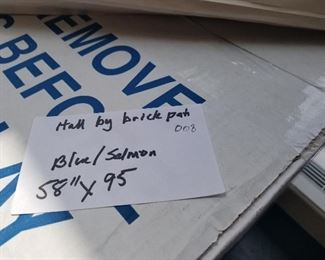 REMOVE
BEFO
Hall by brick path
008
Blue/Salmon
58" X 95